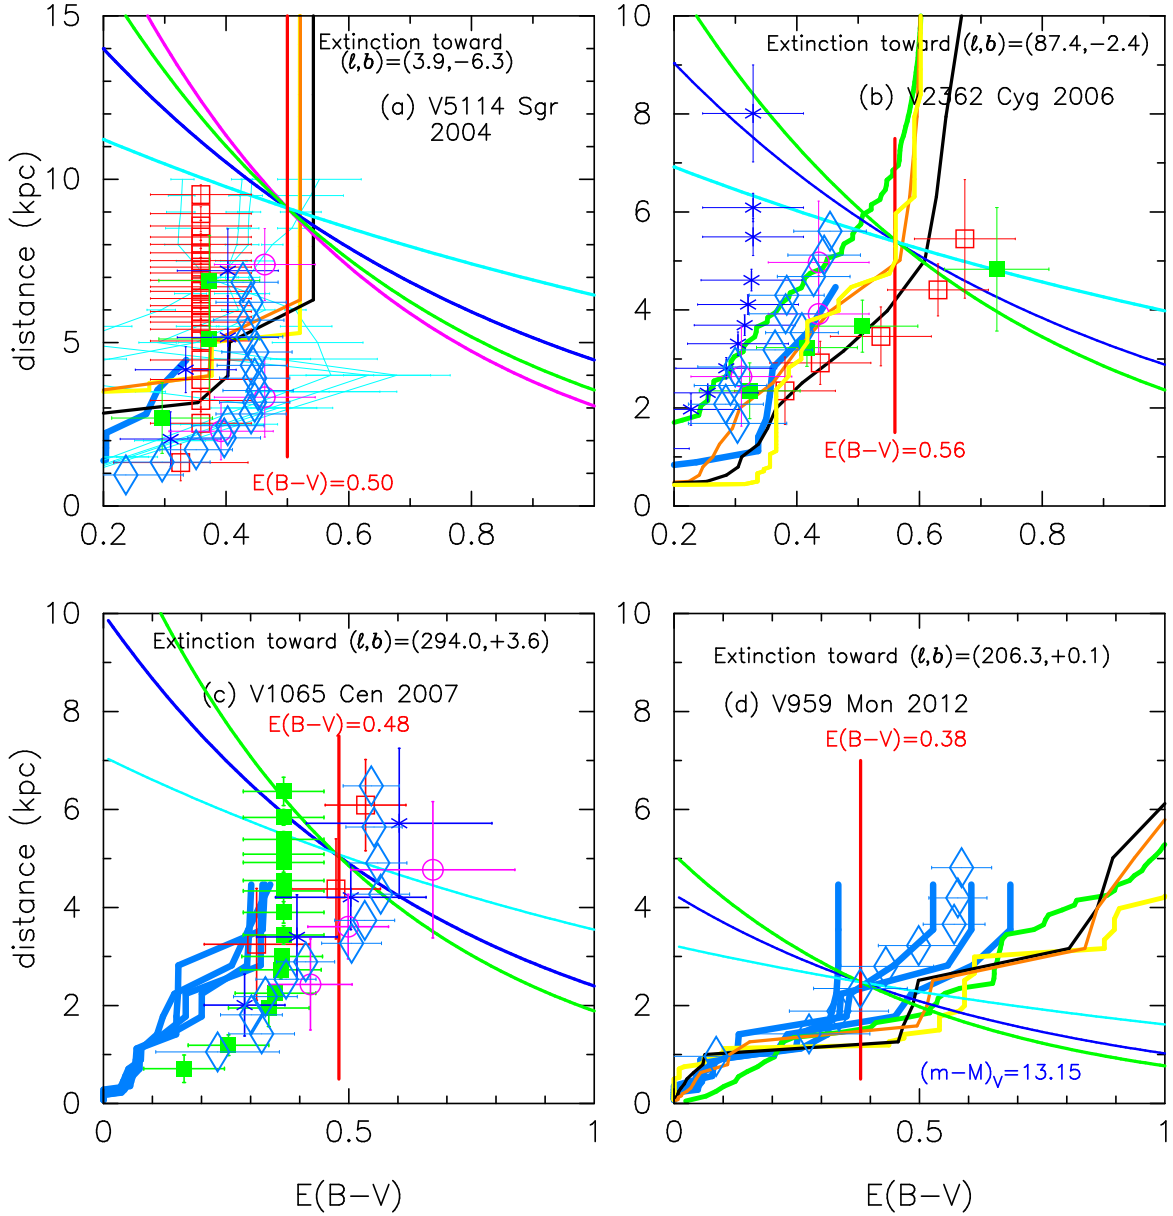 15
10
5
0
distance (kpc)
Extinction toward
(l,b)=(3.9,−6.3)
(a) V5114 Sgr
2004
E(B−V)=0.50
0.2
0.4
0.6
0.8
10
8
6
4
2
0
Extinction toward (l,b)=(87.4,−2.4)
(b) V2362 Cyg 2006
E(B−V)=0.56
0.2
0.4
0.6
0.8
10
8
6
4
2
0
distance (kpc)
Extinction toward (l,b)=(294.0,+3.6)
(c) V1065 Cen 2007
E(B−V)=0.48
0
0.5
1
E(B−V)
10
8
6
4
2
0
Extinction toward (l,b)=(206.3,+0.1)
(d) V959 Mon 2012
E(B−V)=0.38
(m−M)V=13.15
0
0.5
1
E(B−V)